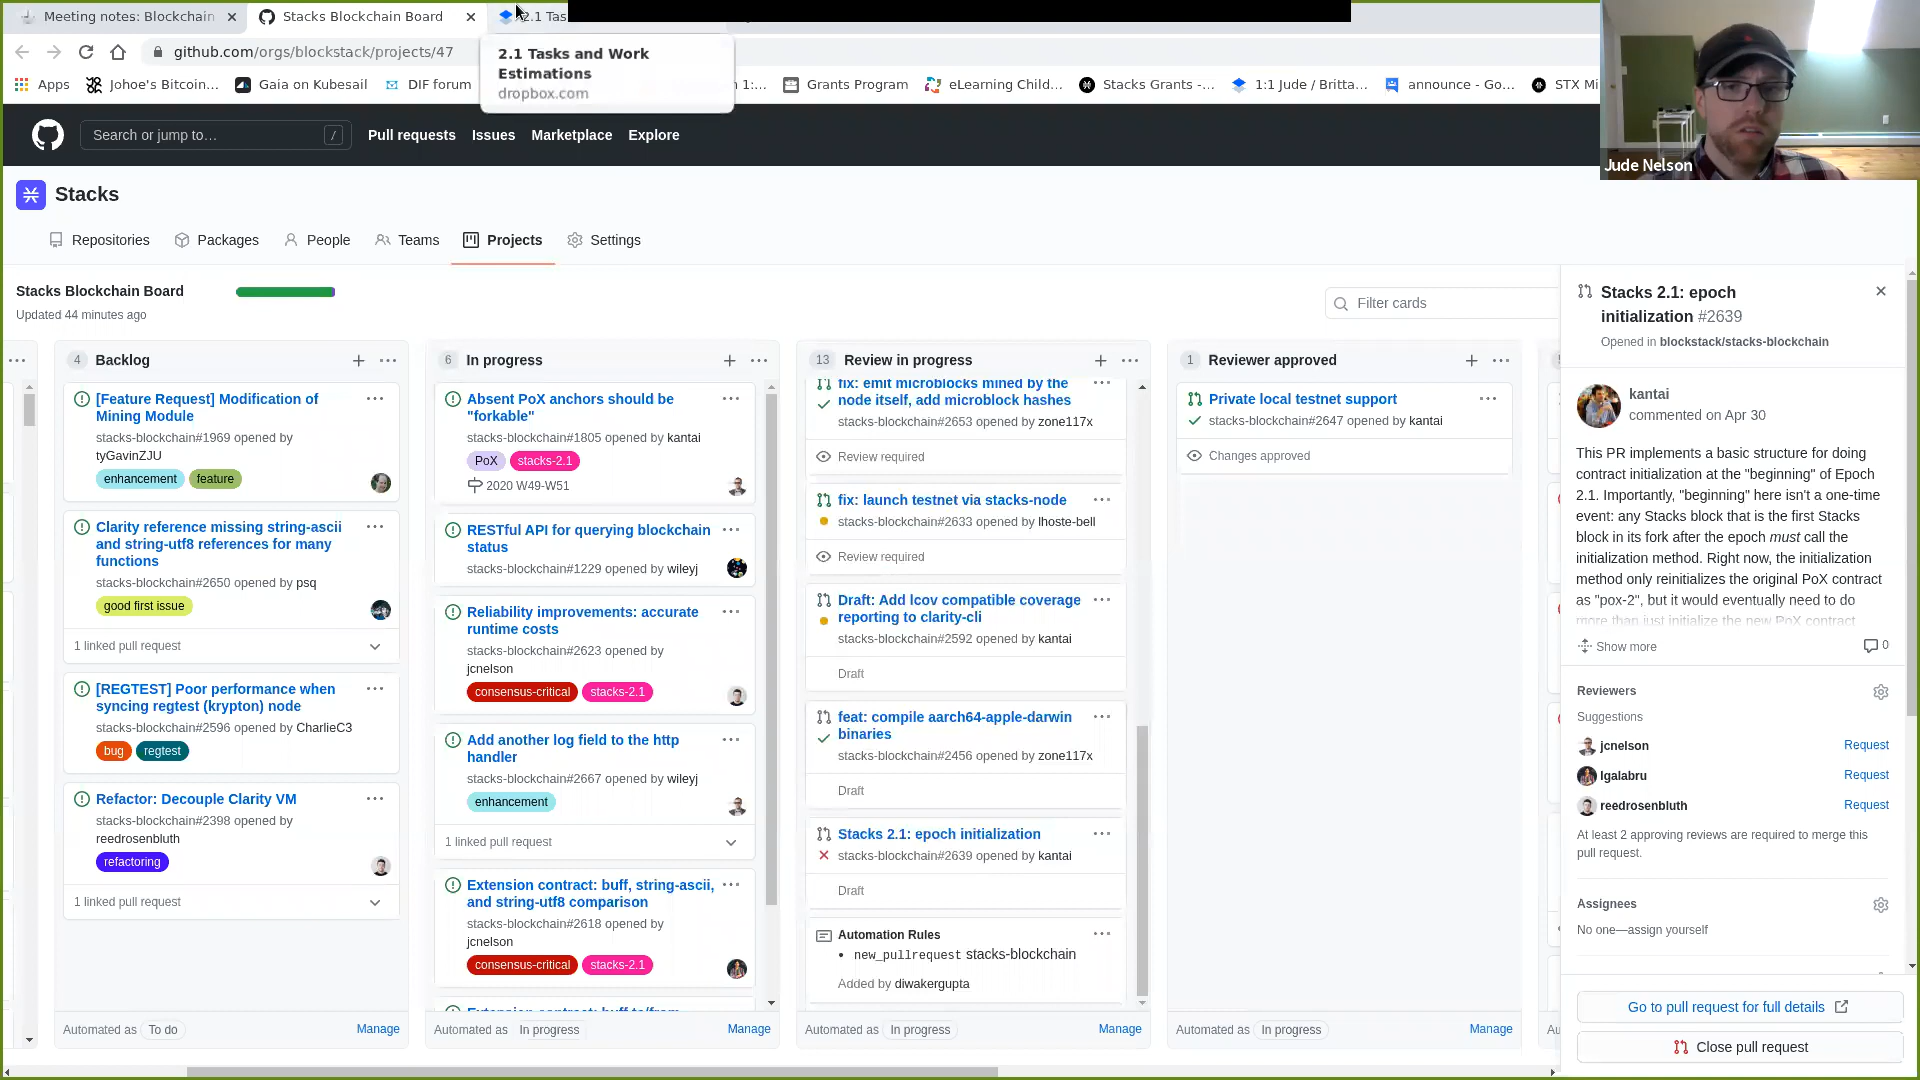 Meeting notes: Blockchain
Stacks Blockchain Board
2.1 Tas
github.com/orgs/blockstack/projects/47
2.1 Tasks and Work
Estimations
dropbox.com
Apps
Johoe's Bitcoin...
Gaia on Kubesail
DIF forum
1:...
Grants Program
eLearning Child...
Stacks Grants -...
1:1 Jude / Britta...
announce - Go...
STX Mi
Jude Nelson
Search or jump to...
/
Pull requests
Issues
Marketplace
Explore
Stacks
Repositories
Packages
People
Teams
Projects
Settings
Stacks Blockchain Board
Updated 44 minutes ago
Filter cards
4 Backlog
[Feature Request] Modification of
Mining Module
stacks-blockchain#1969 opened by
tyGavinZJU
enhancement feature
Clarity reference missing string-ascii
and string-utf8 references for many
functions
stacks-blockchain#2650 opened by psq
good first issue
1 linked pull request
[REGTEST] Poor performance when
syncing regtest (krypton) node
stacks-blockchain#2596 opened by CharlieC3
bug regtest
Refactor: Decouple Clarity VM
stacks-blockchain#2398 opened by
reedrosenbluth
refactoring
1 linked pull request
Automated as To do Manage
6 In progress
Absent PoX anchors should be
"forkable"
stacks-blockchain#1805 opened by kantai
PoX stacks-2.1
2020 W49-W51
RESTful API for querying blockchain
status
stacks-blockchain#1229 opened by wileyj
Reliability improvements: accurate
runtime costs
stacks-blockchain#2623 opened by
jcnelson
consensus-critical stacks-2.1
Add another log field to the http
handler
stacks-blockchain#2667 opened by wileyj
enhancement
1 linked pull request
Extension contract: buff, string-ascii,
and string-utf8 comparison
stacks-blockchain#2618 opened by
jcnelson
consensus-critical stacks-2.1
Automated as In progress Manage
13 Review in progress
fix: emit microblocks mined by the
node itself, add microblock hashes
stacks-blockchain#2653 opened by zone117x
Review required
fix: launch testnet via stacks-node
stacks-blockchain#2633 opened by lhoste-bell
Review required
Draft: Add lcov compatible coverage
reporting to clarity-cli
stacks-blockchain#2592 opened by kantai
Draft
feat: compile aarch64-apple-darwin
binaries
stacks-blockchain#2456 opened by zone117x
Draft
Stacks 2.1: epoch initialization
stacks-blockchain#2639 opened by kantai
Draft
Automation Rules
• new_pullrequest stacks-blockchain
Added by diwakergupta
Automated as In progress Manage
1 Reviewer approved
Private local testnet support
stacks-blockchain#2647 opened by kantai
Changes approved
Automated as In progress Manage
Stacks 2.1: epoch
initialization #2639
Opened in blockstack/stacks-blockchain
kantai
commented on Apr 30
This PR implements a basic structure for doing
contract initialization at the "beginning" of Epoch
2.1. Importantly, "beginning" here isn't a one-time
event: any Stacks block that is the first Stacks
block in its fork after the epoch must call the
initialization method. Right now, the initialization
method only reinitializes the original PoX contract
as "pox-2", but it would eventually need to do
more than just initialize the new PoX contract
Show more
0
Reviewers
Suggestions
jcnelson Request
lgalabru Request
reedrosenbluth Request
At least 2 approving reviews are required to merge this
pull request.
Assignees
No one—assign yourself
Go to pull request for full details
Close pull request